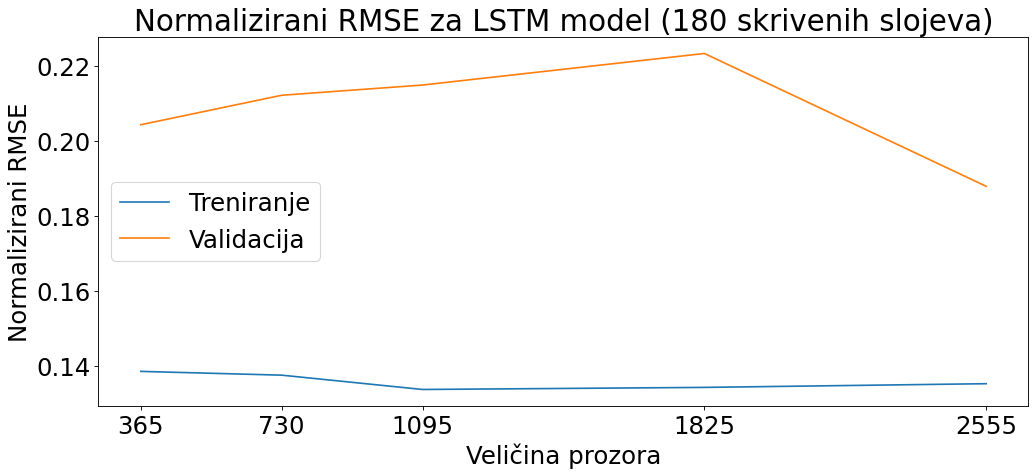 Normalizirani RMSE za LSTM model (180 skrivenih slojeva)
Normalizirani RMSE
0.22
0.20
0.18
0.16
0.14
Treniranje
Validacija
365 730 1095 1825 2555
Veličina prozora